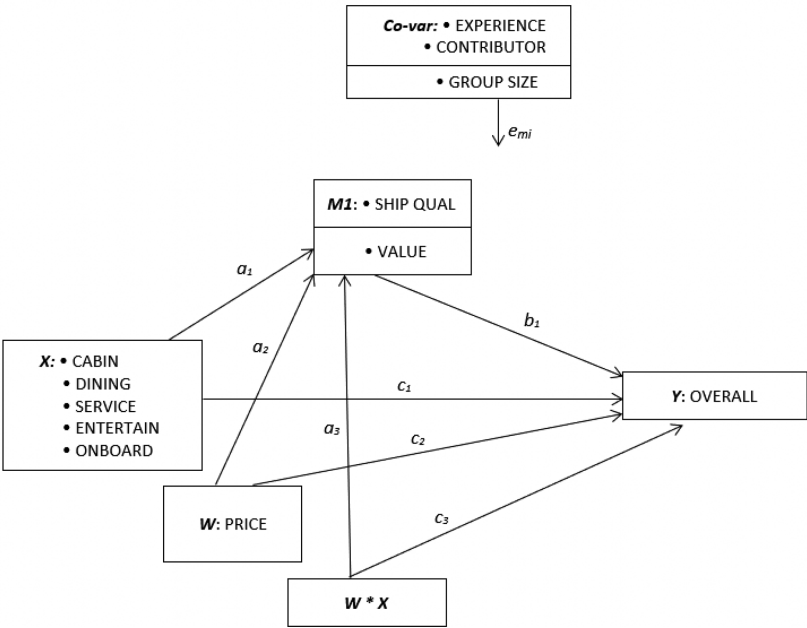 Co-var: • EXPERIENCE
• CONTRIBUTOR
• GROUP SIZE
eₘᵢ
M1: • SHIP QUAL
• VALUE
a₁
a₂
b₁
X: • CABIN
• DINING
• SERVICE
• ENTERTAIN
• ONBOARD
c₁
Y: OVERALL
a₃
c₂
W: PRICE
c₃
W * X